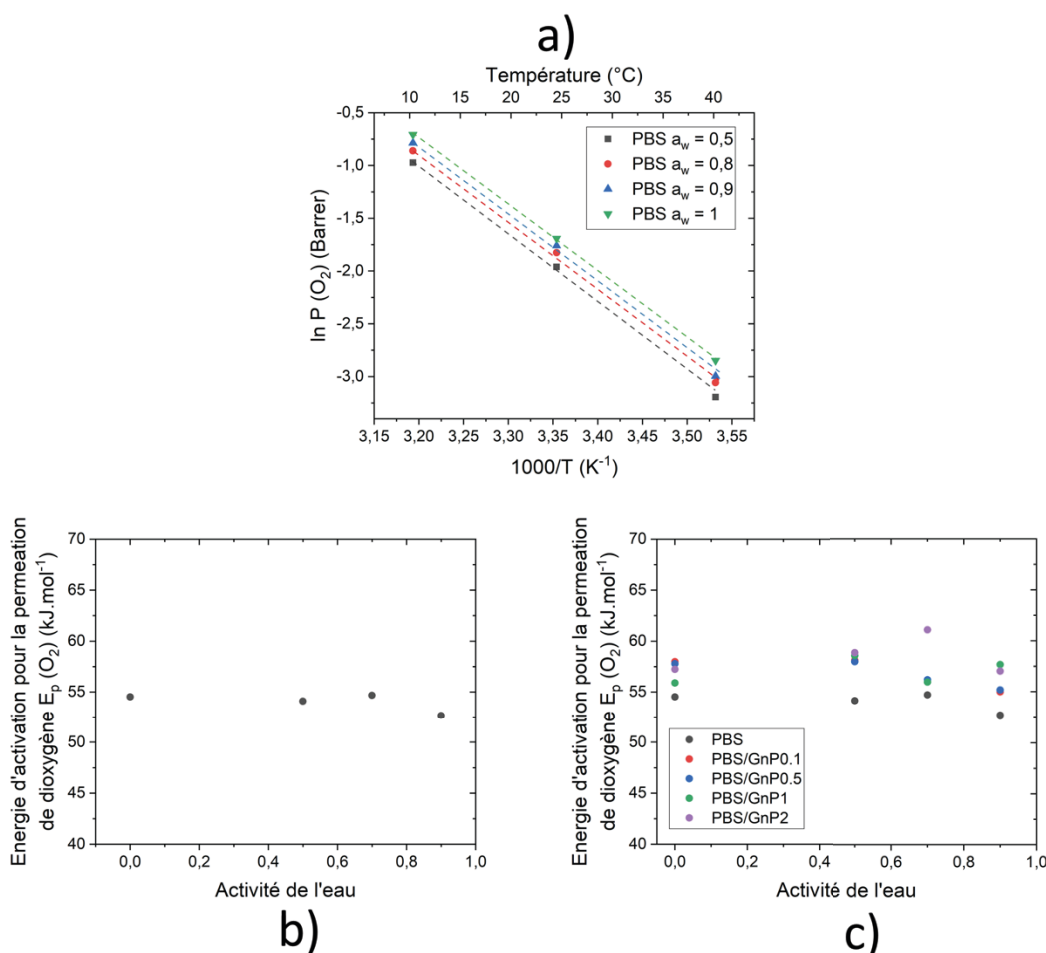 a)
Température (°C)
10 15 20 25 30 35 40
-0,5
-1,0
-1,5
-2,0
-2,5
-3,0
ln P (O₂) (Barrer)
PBS a_w = 0,5
PBS a_w = 0,8
PBS a_w = 0,9
PBS a_w = 1
3,15 3,20 3,25 3,30 3,35 3,40 3,45 3,50 3,55
1000/T (K⁻¹)
Energie d'activation pour la permeation
de dioxygène E_p (O₂) (kJ.mol⁻¹)
70
65
60
55
50
45
40
0,0 0,2 0,4 0,6 0,8 1,0
Activité de l'eau
b)
Energie d'activation pour la permeation
de dioxygène E_p (O₂) (kJ.mol⁻¹)
70
65
60
55
50
45
40
PBS
PBS/GnP0.1
PBS/GnP0.5
PBS/GnP1
PBS/GnP2
0,0 0,2 0,4 0,6 0,8 1,0
Activité de l'eau
c)